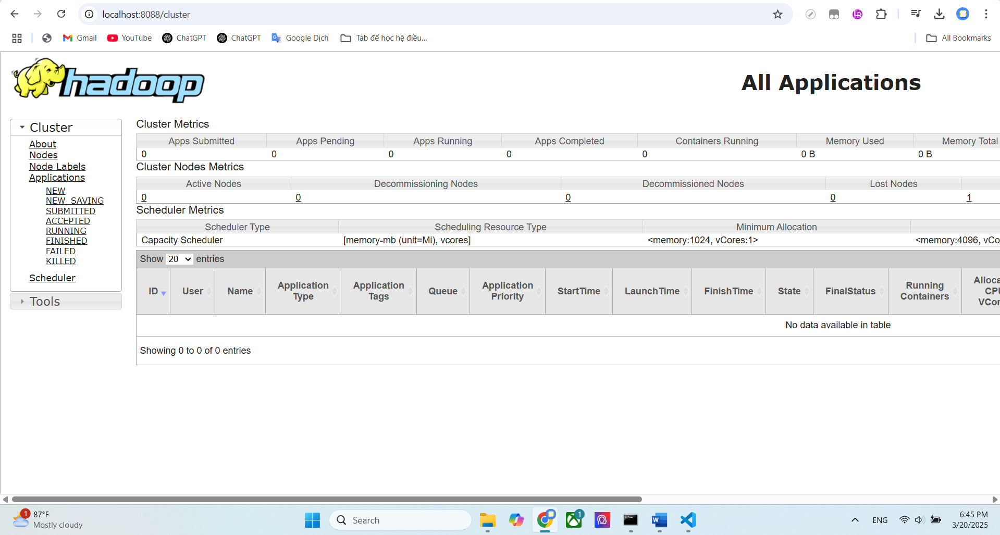 localhost:8088/cluster
Gmail YouTube ChatGPT ChatGPT Google Dịch Tab để học hệ điều... All Bookmarks
hadoop
All Applications
Cluster
About
Nodes
Node Labels
Applications
NEW
NEW_SAVING
SUBMITTED
ACCEPTED
RUNNING
FINISHED
FAILED
KILLED
Scheduler
Tools
Cluster Metrics
Apps Submitted Apps Pending Apps Running Apps Completed Containers Running Memory Used Memory Total
0 0 0 0 0 0 B 0 B
Cluster Nodes Metrics
Active Nodes Decommissioning Nodes Decommissioned Nodes Lost Nodes
0 0 0 0 1
Scheduler Metrics
Scheduler Type Scheduling Resource Type Minimum Allocation
Capacity Scheduler [memory-mb (unit=Mi), vcores] <memory:1024, vCores:1> <memory:4096, vCo
Show 20 entries
ID User Name Application Type Application Tags Queue Application Priority StartTime LaunchTime FinishTime State FinalStatus Running Containers Alloca CPU VCor
No data available in table
Showing 0 to 0 of 0 entries
1 87°F
Mostly cloudy
Search
1
ENG
6:45 PM
3/20/2025